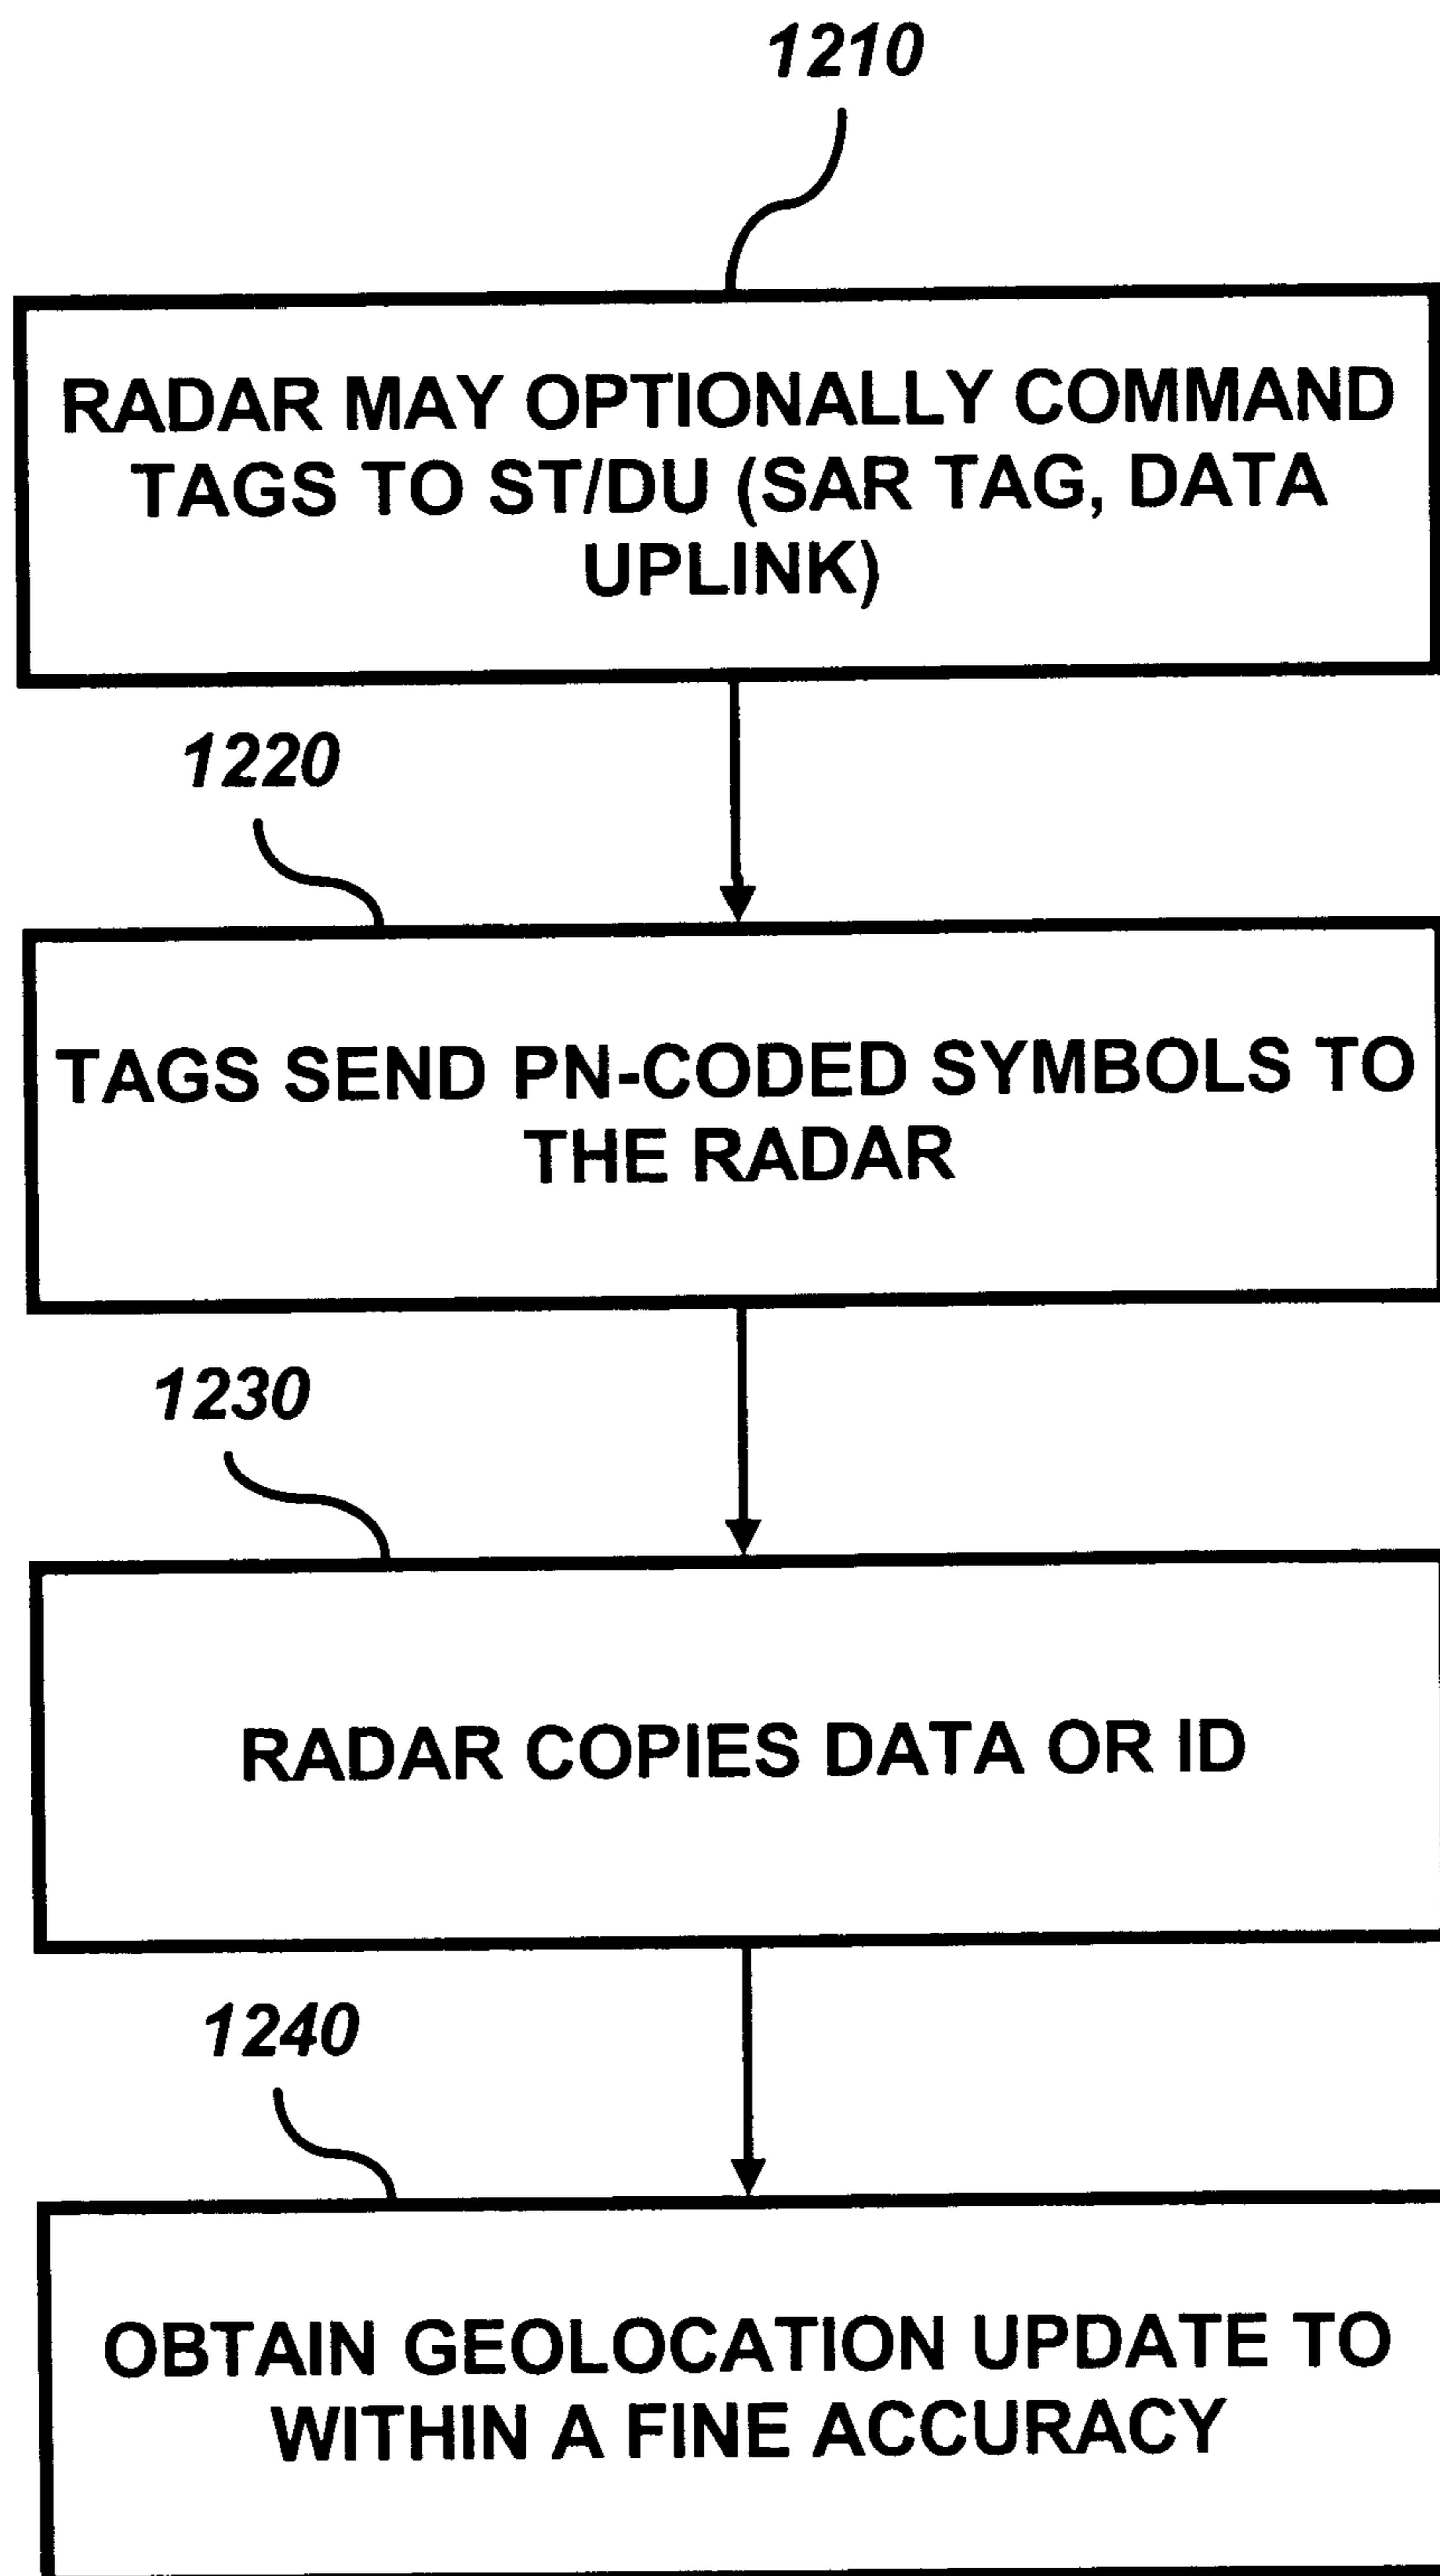 1210
RADAR MAY OPTIONALLY COMMAND
TAGS TO ST/DU (SAR TAG, DATA
UPLINK)
1220
TAGS SEND PN-CODED SYMBOLS TO
THE RADAR
1230
RADAR COPIES DATA OR ID
1240
OBTAIN GEOLOCATION UPDATE TO
WITHIN A FINE ACCURACY